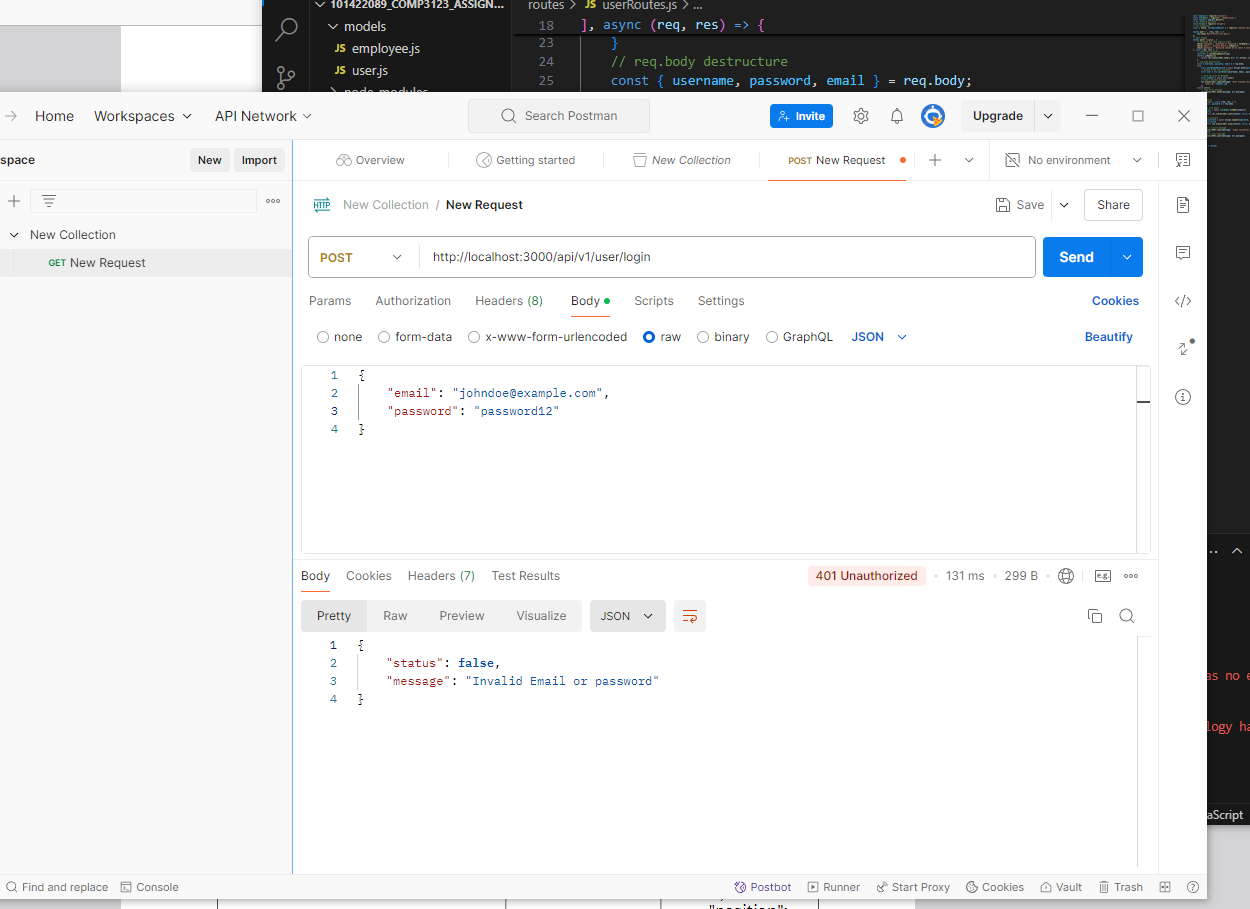 101422089_COMP3123_ASSIGN...
models
JS employee.js
JS user.js
routes > JS userRoutes.js > ...
18 ], async (req, res) => {
23 }
24 // req.body destructure
25 const { username, password, email } = req.body;
Home Workspaces API Network Search Postman Invite Upgrade
space New Import Overview Getting started New Collection POST New Request No environment
HTTP New Collection / New Request Save Share
New Collection
GET New Request
POST http://localhost:3000/api/v1/user/login Send
Params Authorization Headers (8) Body Scripts Settings Cookies
none form-data x-www-form-urlencoded raw binary GraphQL JSON Beautify
1 {
2 "email": "johndoe@example.com",
3 "password": "password12"
4 }
Body Cookies Headers (7) Test Results 401 Unauthorized 131 ms 299 B e.g.
Pretty Raw Preview Visualize JSON
1 {
2 "status": false,
3 "message": "Invalid Email or password"
4 }
as no e
logy ha
aScript
Find and replace Console Postbot Runner Start Proxy Cookies Vault Trash
"position":